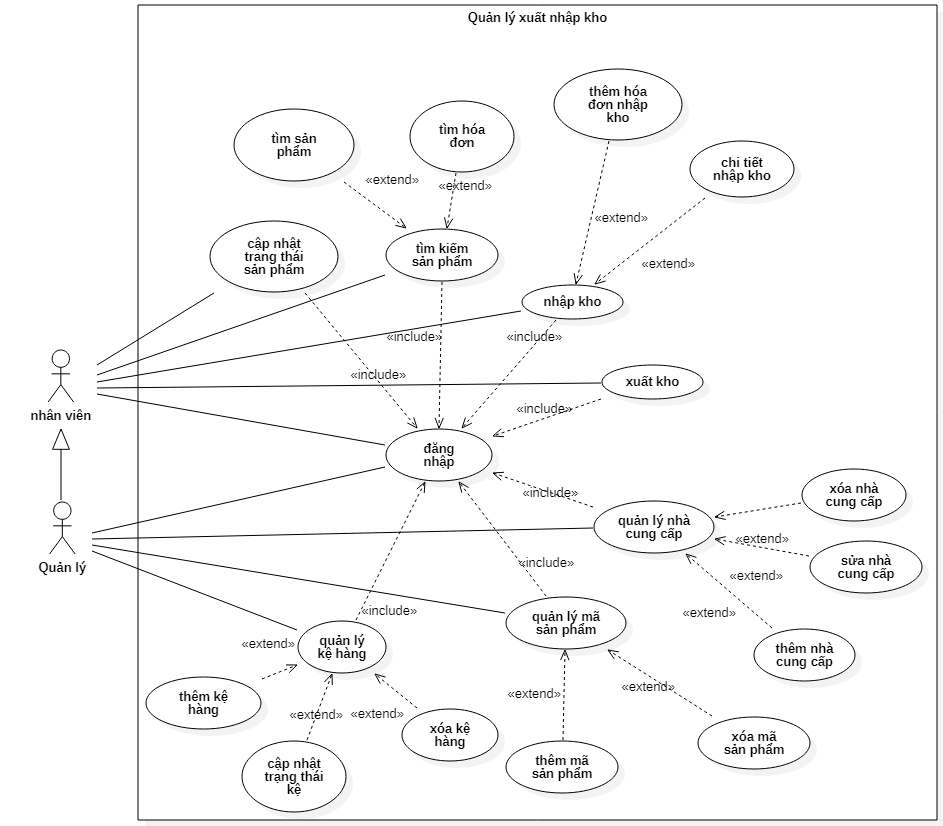 Quản lý xuất nhập kho
thêm hóa
đơn nhập
kho
tìm sản
phẩm
tìm hóa
đơn
chi tiết
nhập kho
«extend»
«extend»
«extend»
cập nhật
trang thái
sản phẩm
tìm kiếm
sản phẩm
«extend»
nhập kho
«include»
«include»
«include»
xuất kho
nhân viên
«include»
đăng
nhập
xóa nhà
cung cấp
«include»
quản lý nhà
cung cấp
«extend»
sửa nhà
cung cấp
Quản lý
«include»
«extend»
«include»
«extend»
quản lý mã
sản phẩm
«extend»
quản lý
kệ hàng
thêm nhà
cung cấp
thêm kệ
hàng
«extend»
«extend»
«extend»
«extend»
xóa kệ
hàng
xóa mã
sản phẩm
cập nhật
trạng thái
kệ
thêm mã
sản phẩm